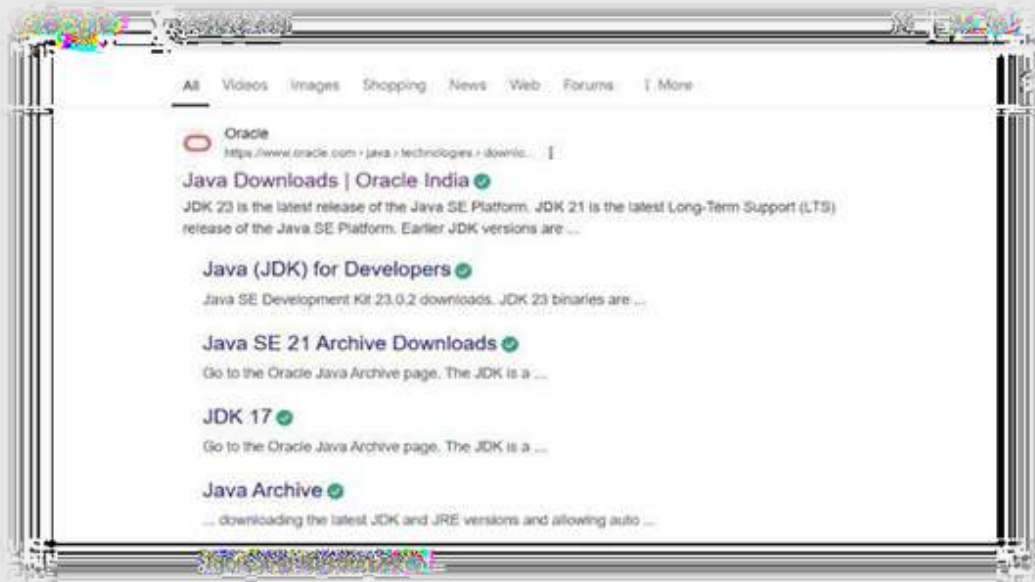 All Videos Images Shopping News Web Forums More
Oracle
https://www.oracle.com › java › technologies › downlo...
Java Downloads | Oracle India
JDK 23 is the latest release of the Java SE Platform. JDK 21 is the latest Long-Term Support (LTS)
release of the Java SE Platform. Earlier JDK versions are ...
Java (JDK) for Developers
Java SE Development Kit 23.0.2 downloads. JDK 23 binaries are ...
Java SE 21 Archive Downloads
Go to the Oracle Java Archive page. The JDK is a ...
JDK 17
Go to the Oracle Java Archive page. The JDK is a ...
Java Archive
... downloading the latest JDK and JRE versions and allowing auto ...